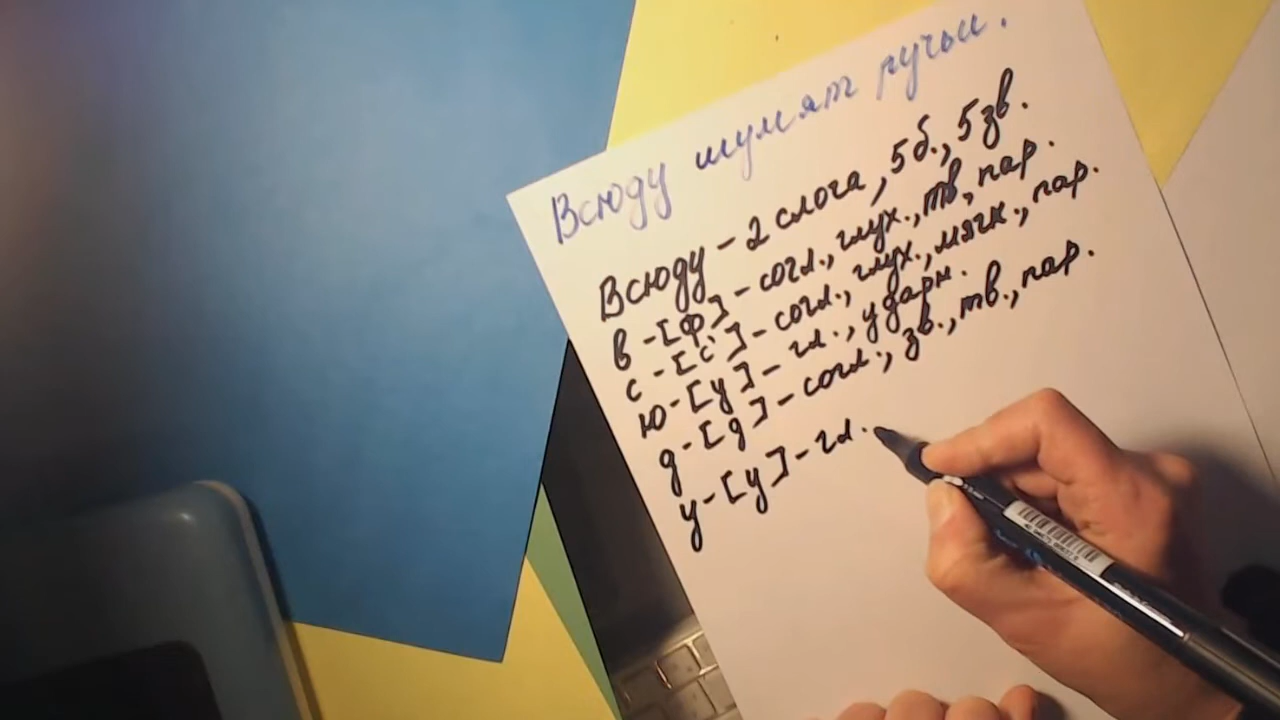 Всюду шумят ручьи.
Всюду - 2 слога, 5б., 5зв.
в - [ф] - согл., глух., тв, пар.
с - [с'] - согл., глух., мягк., пар.
ю - [у] - гл., ударн.
д - [д] - согл., зв., тв., пар.
у - [у] - гл.